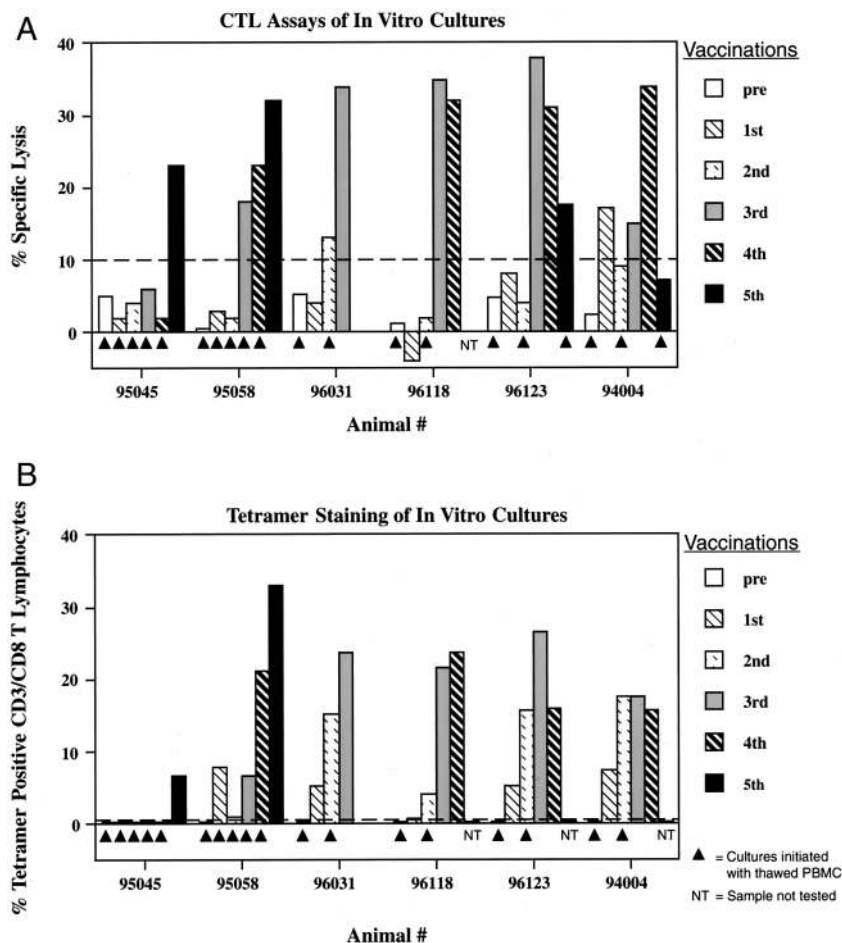 A
CTL Assays of In Vitro Cultures
% Specific Lysis
40
30
20
10
0
NT
95045 95058 96031 96118 96123 94004
Animal #
Vaccinations
pre
1st
2nd
3rd
4th
5th
B
Tetramer Staining of In Vitro Cultures
% Tetramer Positive CD3/CD8 T Lymphocytes
40
30
20
10
0
NT NT NT
95045 95058 96031 96118 96123 94004
Animal #
Vaccinations
pre
1st
2nd
3rd
4th
5th
▲ = Cultures initiated
with thawed PBMC
NT = Sample not tested